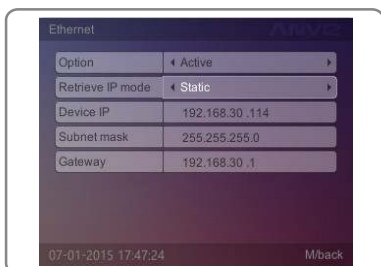 Ethernet ANVIZ
Option Active
Retrieve IP mode Static
Device IP 192.168.30 .114
Subnet mask 255.255.255.0
Gateway 192.168.30 .1
07-01-2015 17:47:24 M/back